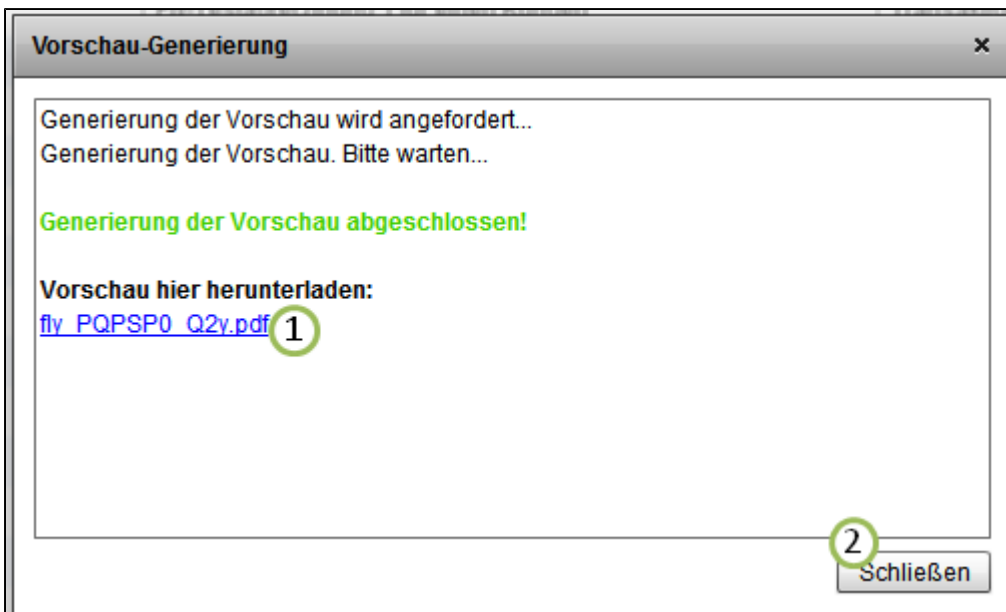 Vorschau-Generierung ×
Generierung der Vorschau wird angefordert...
Generierung der Vorschau. Bitte warten...
Generierung der Vorschau abgeschlossen!
Vorschau hier herunterladen:
fly_PQPSP0_Q2y.pdf 1
2
Schließen